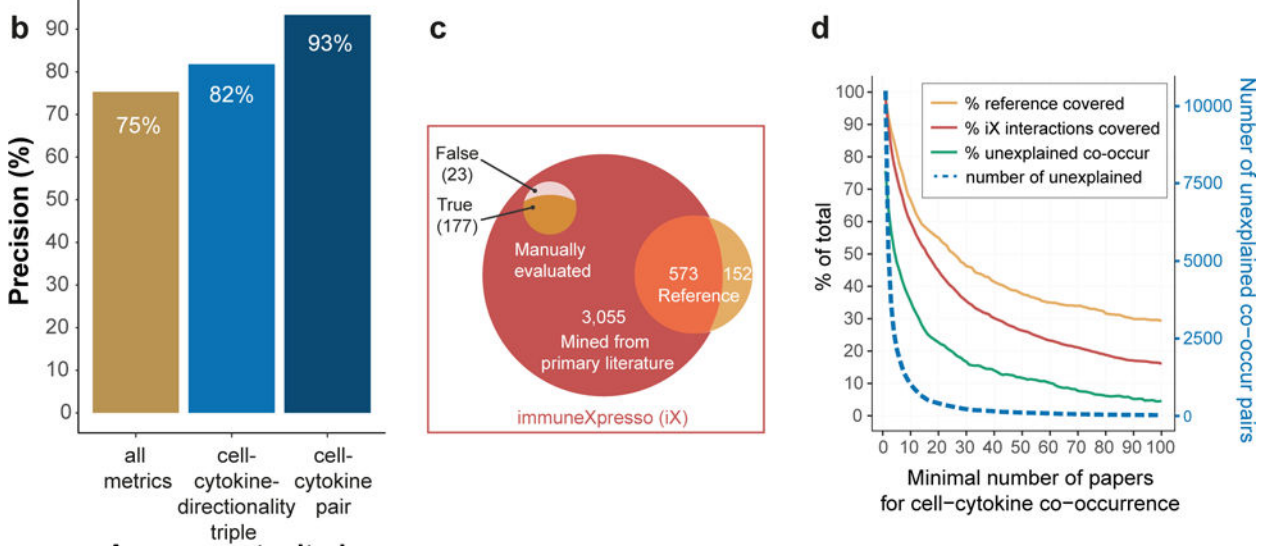 b
Precision (%)
90
80
70
60
50
40
30
20
10
0
75%
82%
93%
all
metrics
cell-
cytokine-
directionality
triple
cell-
cytokine
pair
c
False
(23)
True
(177)
Manually
evaluated
573
152
Reference
3,055
Mined from
primary literature
immuneXpresso (iX)
d
% of total
100
90
80
70
60
50
40
30
20
10
0
% reference covered
% iX interactions covered
% unexplained co-occur
number of unexplained
10000
7500
5000
2500
0
Number of unexplained co-occur pairs
0 10 20 30 40 50 60 70 80 90 100
Minimal number of papers
for cell-cytokine co-occurrence